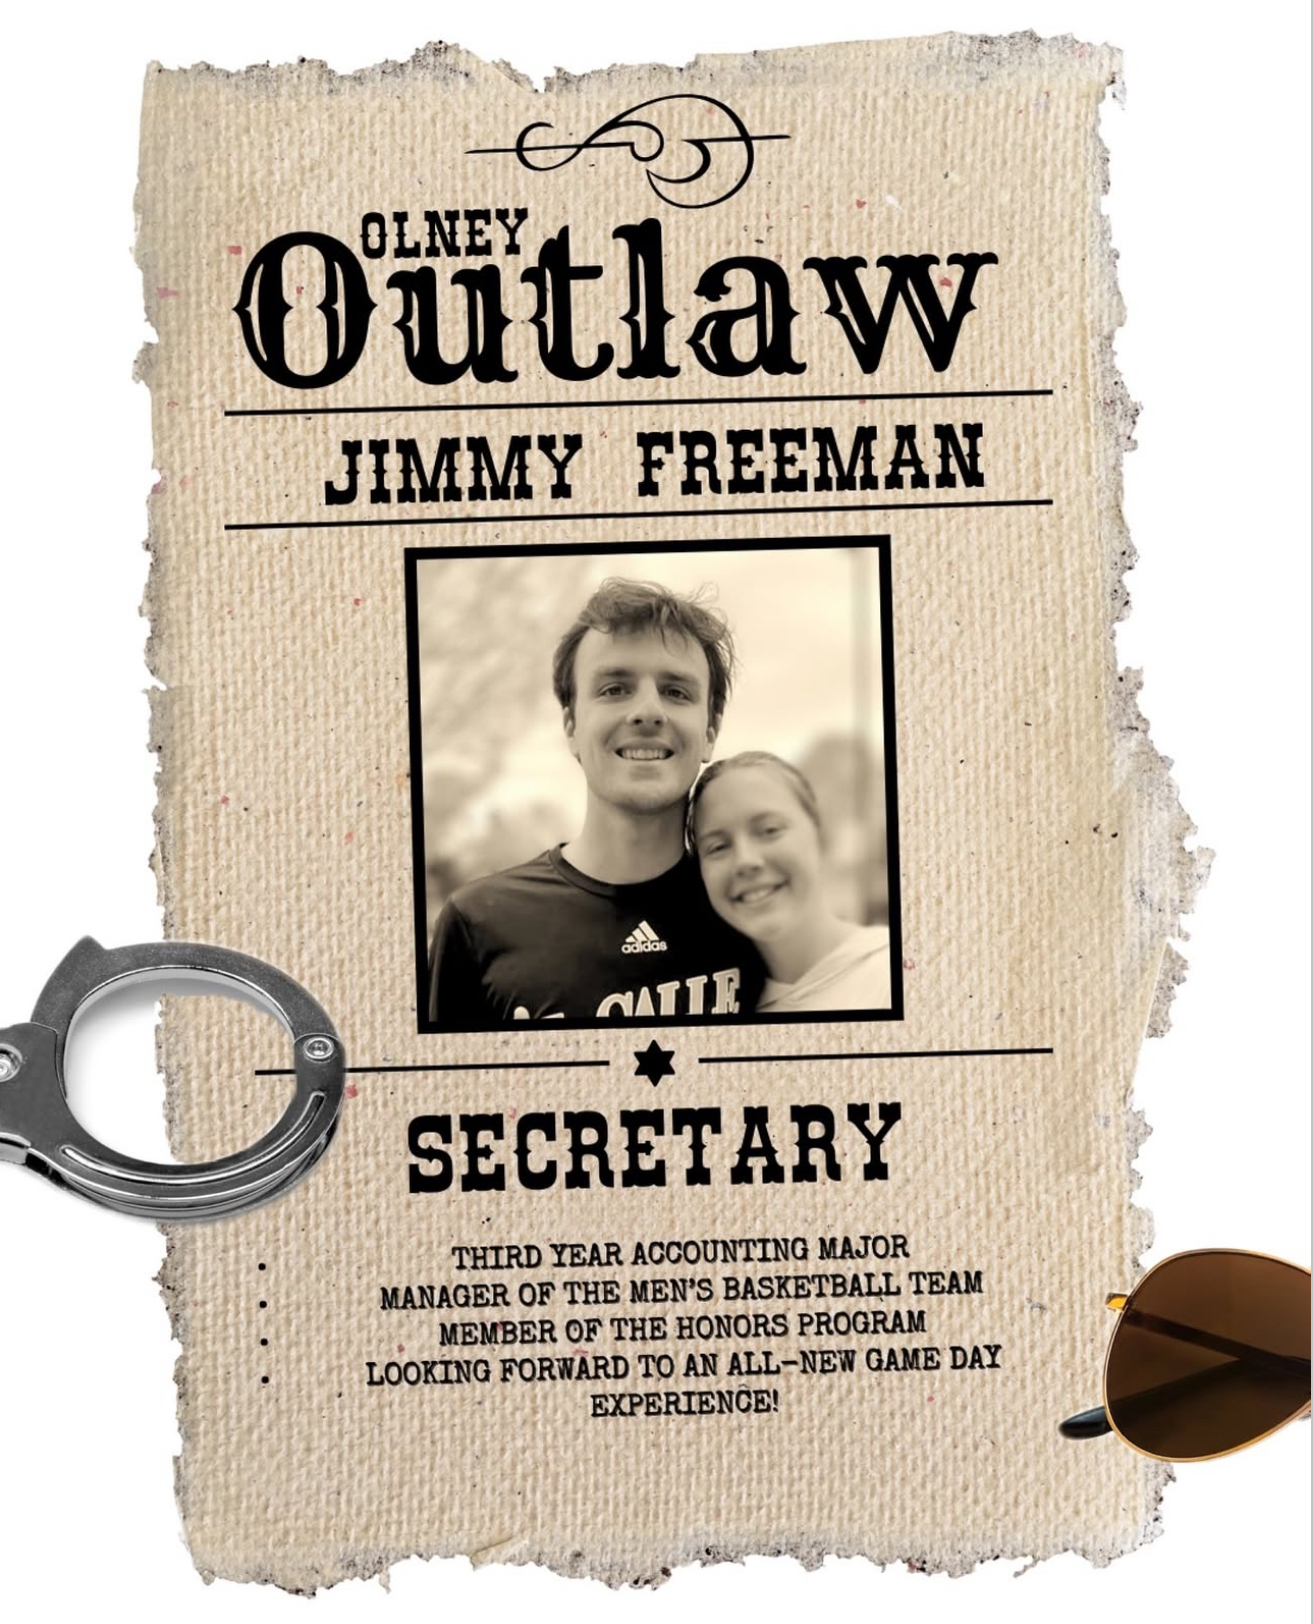 OLNEY
Outlaw
JIMMY FREEMAN
adidas
SECRETARY
• THIRD YEAR ACCOUNTING MAJOR
• MANAGER OF THE MEN'S BASKETBALL TEAM
• MEMBER OF THE HONORS PROGRAM
• LOOKING FORWARD TO AN ALL-NEW GAME DAY
EXPERIENCE!